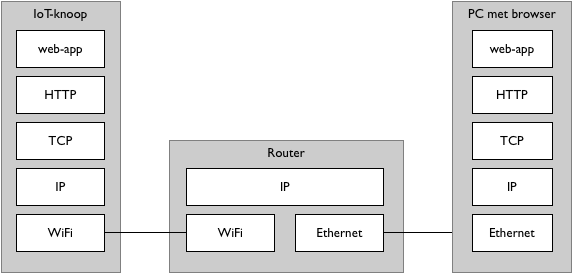 IoT-knoop
web-app
HTTP
TCP
IP
WiFi
Router
IP
WiFi
Ethernet
PC met browser
web-app
HTTP
TCP
IP
Ethernet